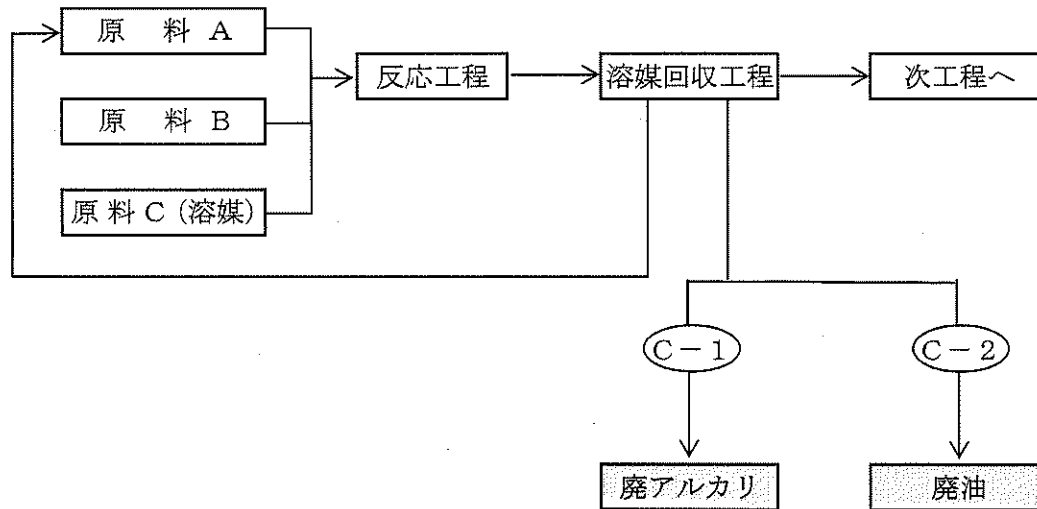 原 料 A
反応工程
溶媒回収工程
次工程へ
原 料 B
原 料 C (溶媒)
C-1
C-2
廃アルカリ
廃油